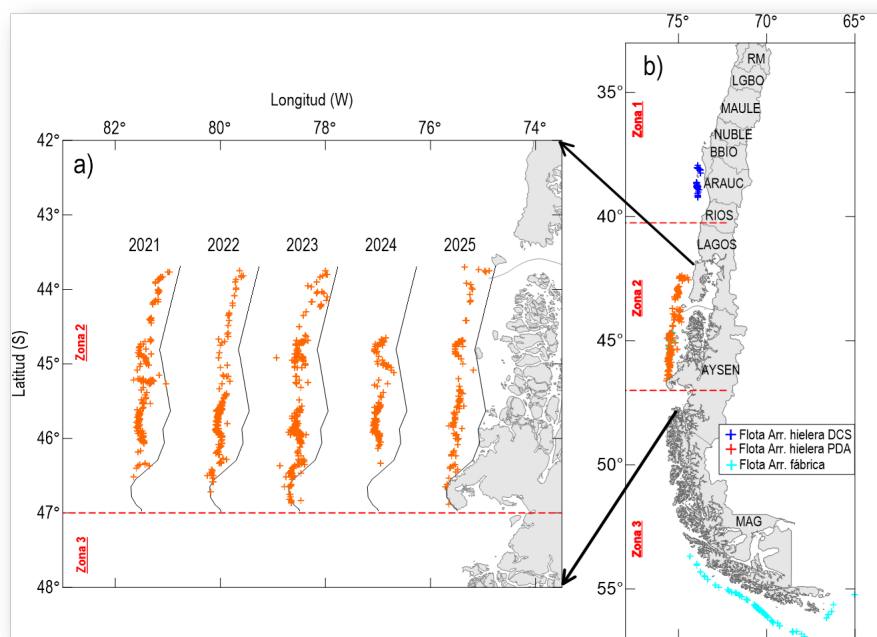 Longitud (W)
82° 80° 78° 76° 74°
42°
a)
43°
2021 2022 2023 2024 2025
44°
Latitud (S)
Zona 2
45°
46°
47°
Zona 3
48°
75° 70° 65°
b)
RM
LGBO
35°
Zona 1
MAULE
NUBLE
BBIO
ARAUC
40°
RIOS
LAGOS
Zona 2
45°
AYSEN
Flota Arr. hielera DCS
Flota Arr. hielera PDA
Flota Arr. fábrica
50°
Zona 3
MAG
55°